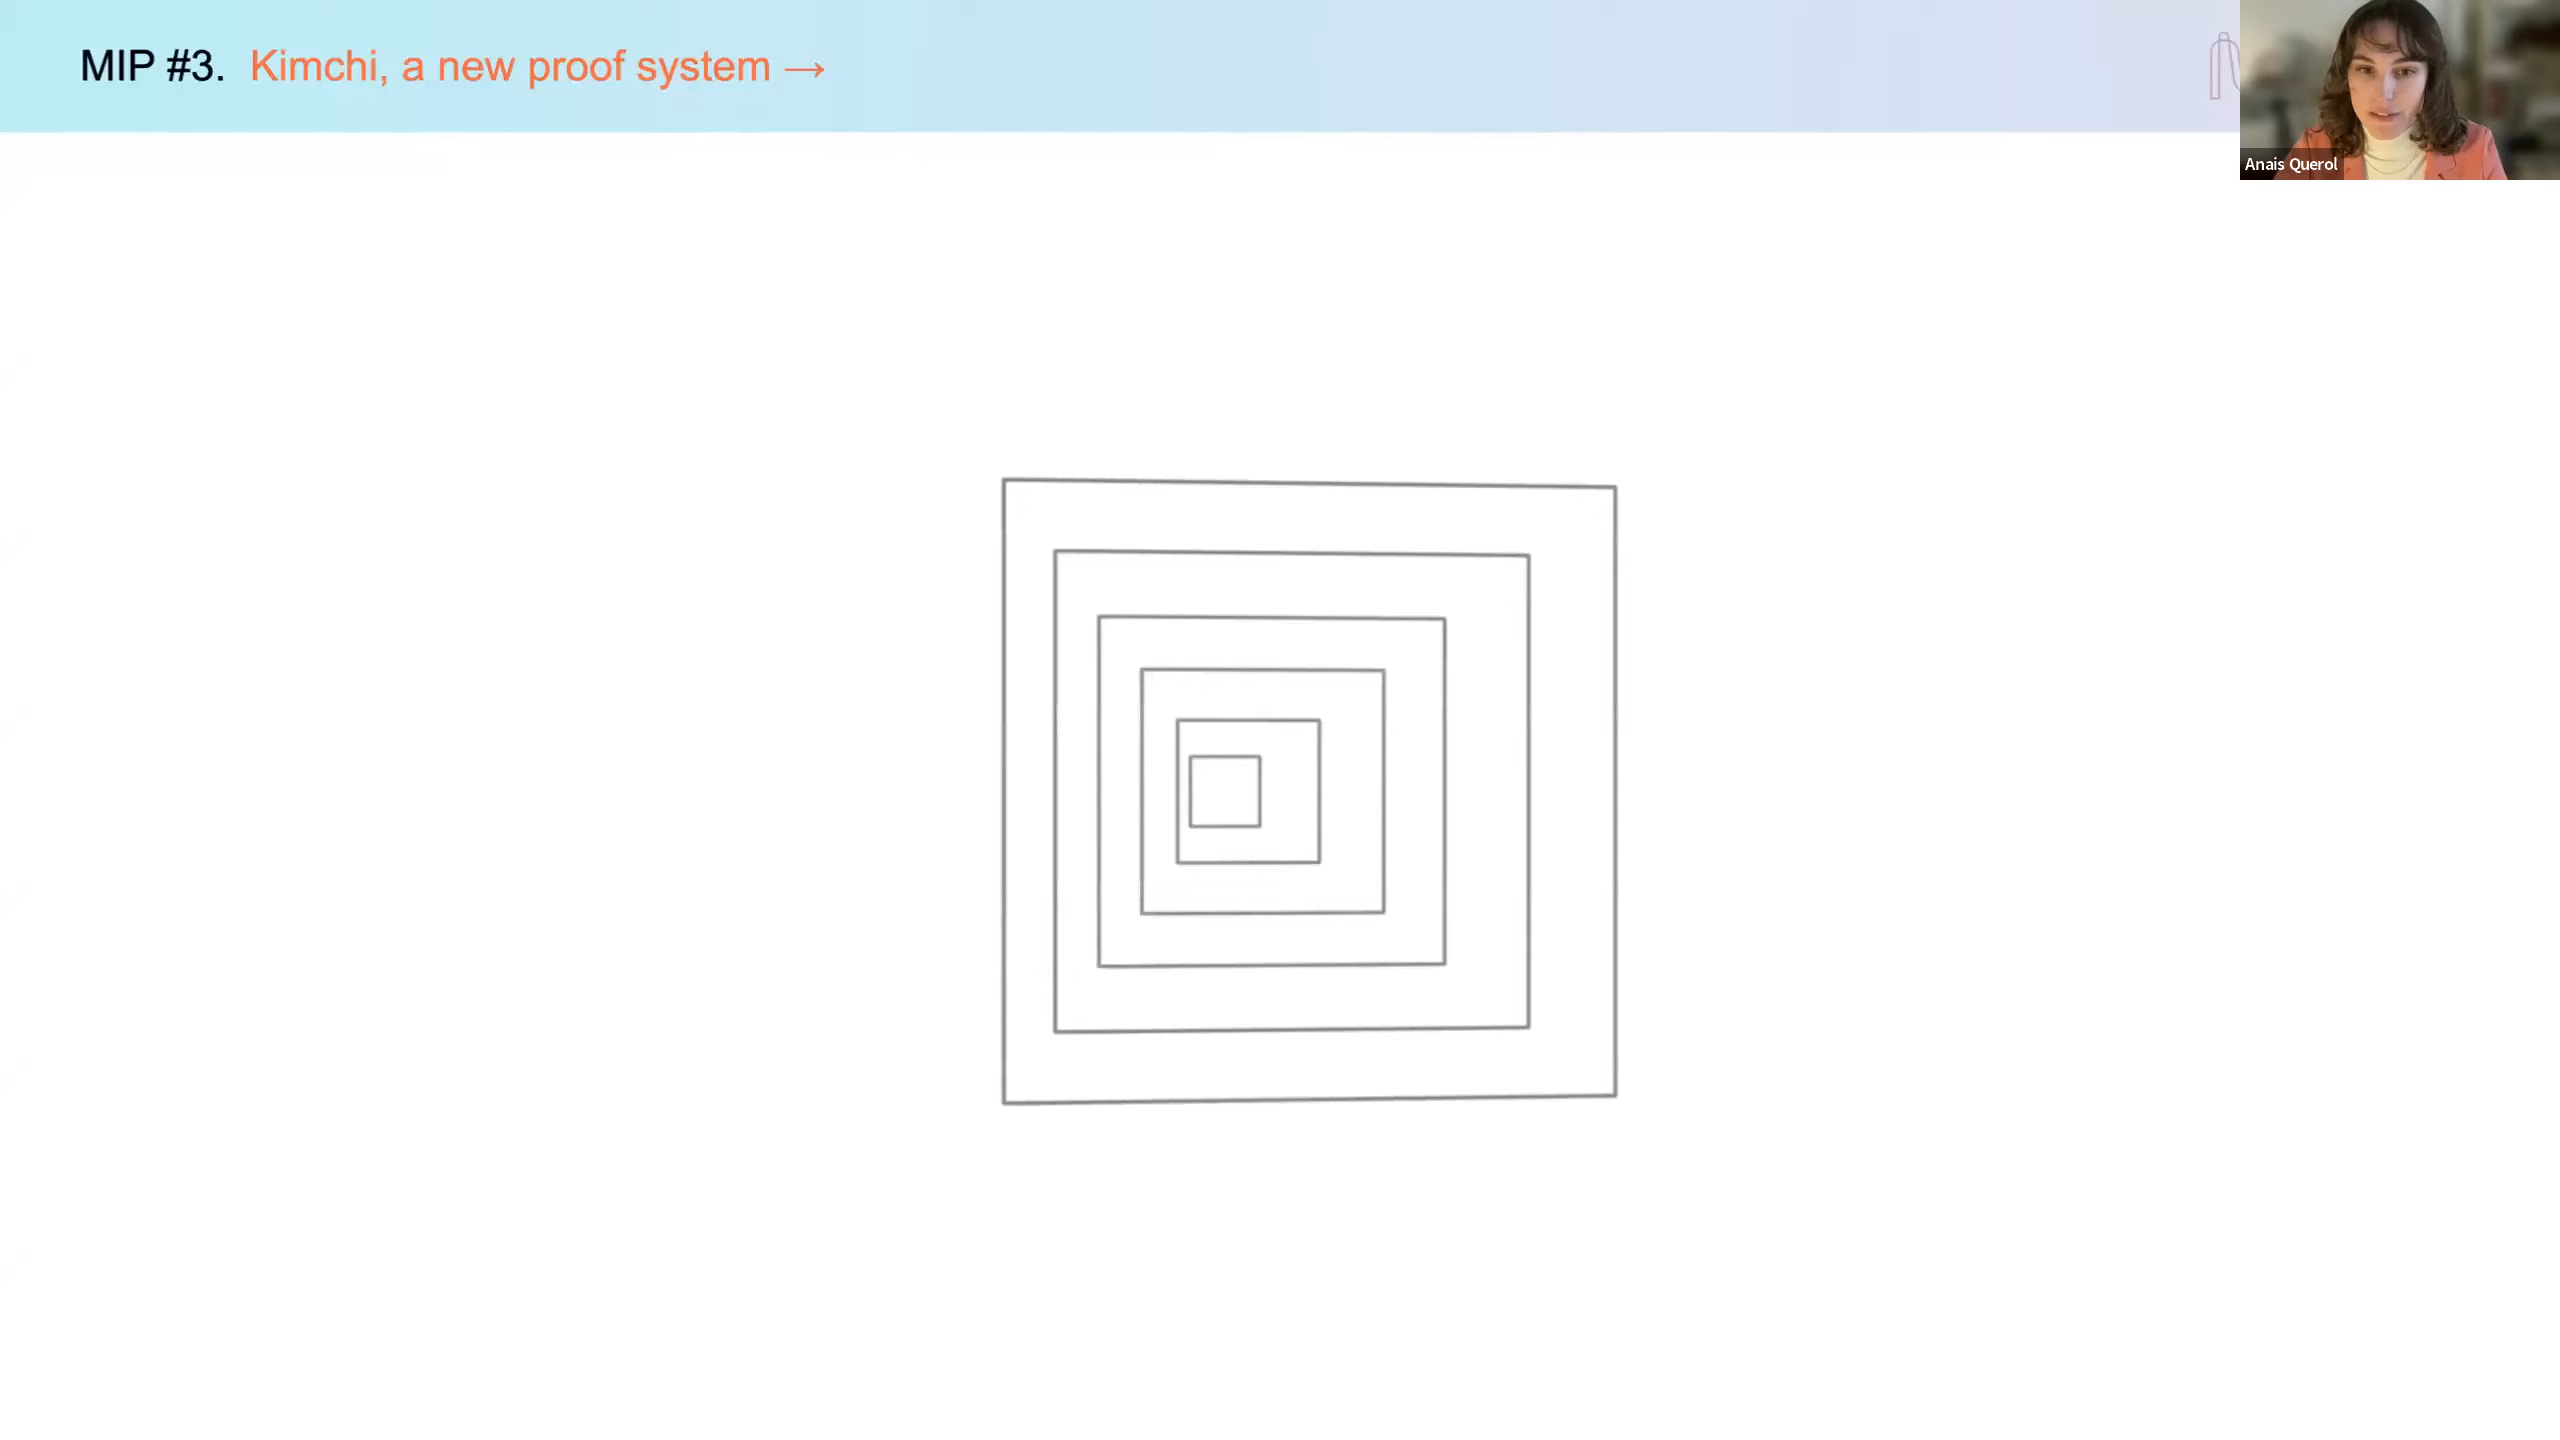 MIP #3. Kimchi, a new proof system →
Anais Querol